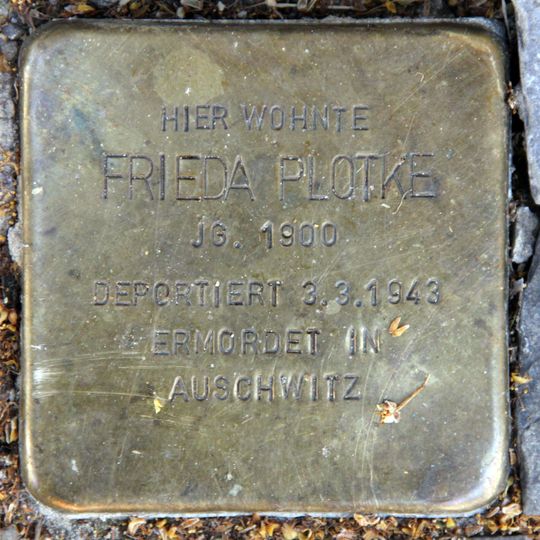 HIER WOHNTE
FRIEDA PLOTKE
JG. 1900
DEPORTIERT 3.3.1943
ERMORDET IN
AUSCHWITZ